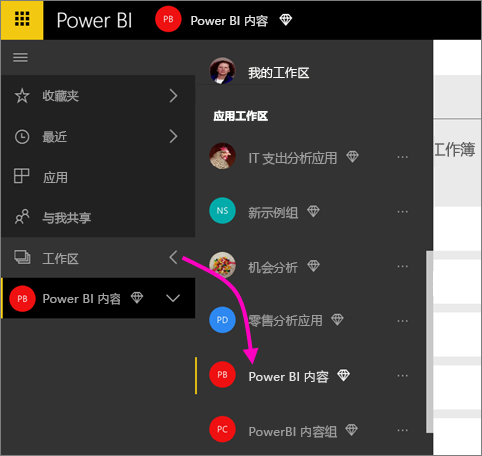 Power BI
PB
Power BI 内容
我的工作区
应用工作区
收藏夹
最近
应用
与我共享
工作区
PB
Power BI 内容
IT 支出分析应用
NS
新示例组
机会分析
PD
零售分析应用
PB
Power BI 内容
PC
PowerBI 内容组
工作簿